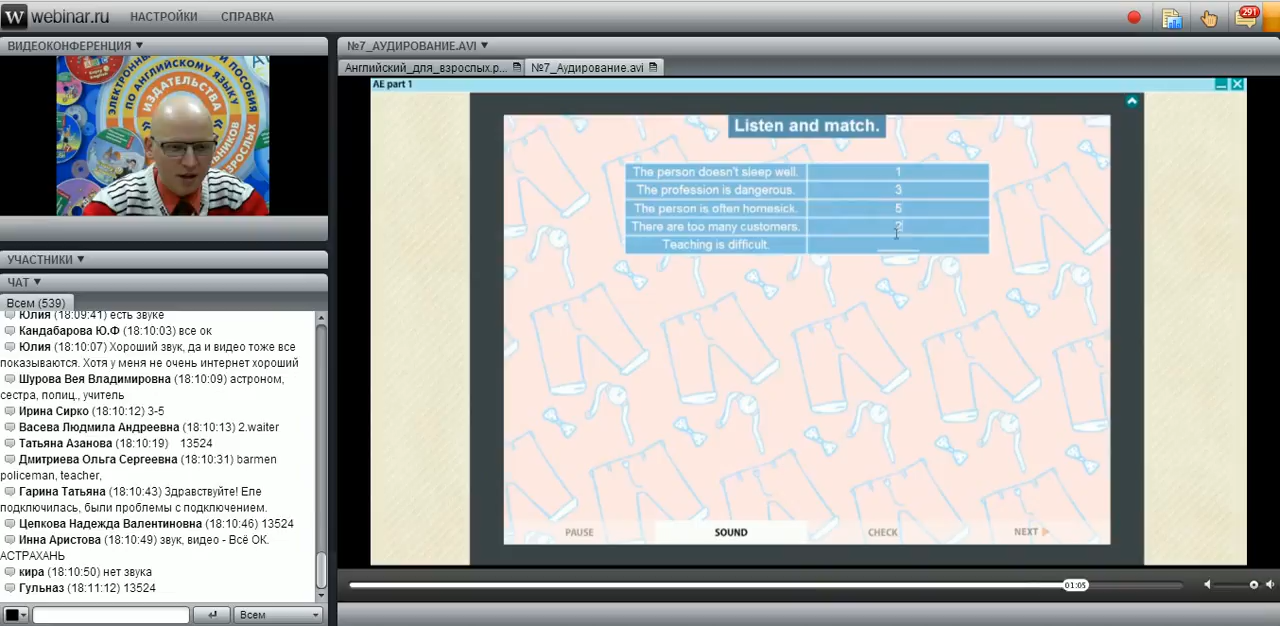 W webinar.ru НАСТРОЙКИ СПРАВКА
291
ВИДЕОКОНФЕРЕНЦИЯ
ЭЛЕКТРОННЫЕ ПОСОБИЯ
ПО АНГЛИЙСКОМУ ЯЗЫКУ
ИЗДАТЕЛЬСТВА
УЧАСТНИКИ
ЧАТ
Всем (539)
Юлия (18:09:41) есть звуке
Кандабарова Ю.Ф (18:10:03) все ок
Юлия (18:10:07) Хороший звук, да и видео тоже все
показываются. Хотя у меня не очень интернет хороший
Шурова Вея Владимировна (18:10:09) астроном,
сестра, полиц., учитель
Ирина Сирко (18:10:12) 3-5
Васева Людмила Андреевна (18:10:13) 2.waiter
Татьяна Азанова (18:10:19) 13524
Дмитриева Ольга Сергеевна (18:10:31) barmen
policeman, teacher,
Гарина Татьяна (18:10:43) Здравствуйте! Еле
подключилась, были проблемы с подключением.
Цепкова Надежда Валентиновна (18:10:46) 13524
Инна Аристова (18:10:49) звук, видео - Всё ОК.
АСТРАХАНЬ
кира (18:10:50) нет звука
Гульназ (18:11:12) 13524
Всем
№7_АУДИРОВАНИЕ.AVI
Английский_для_взрослых.р... №7_Аудирование.avi
AE part 1
Listen and match.
The person doesn't sleep well. 1
The profession is dangerous. 3
The person is often homesick. 5
There are too many customers. 2
Teaching is difficult.
PAUSE SOUND CHECK NEXT
01:05